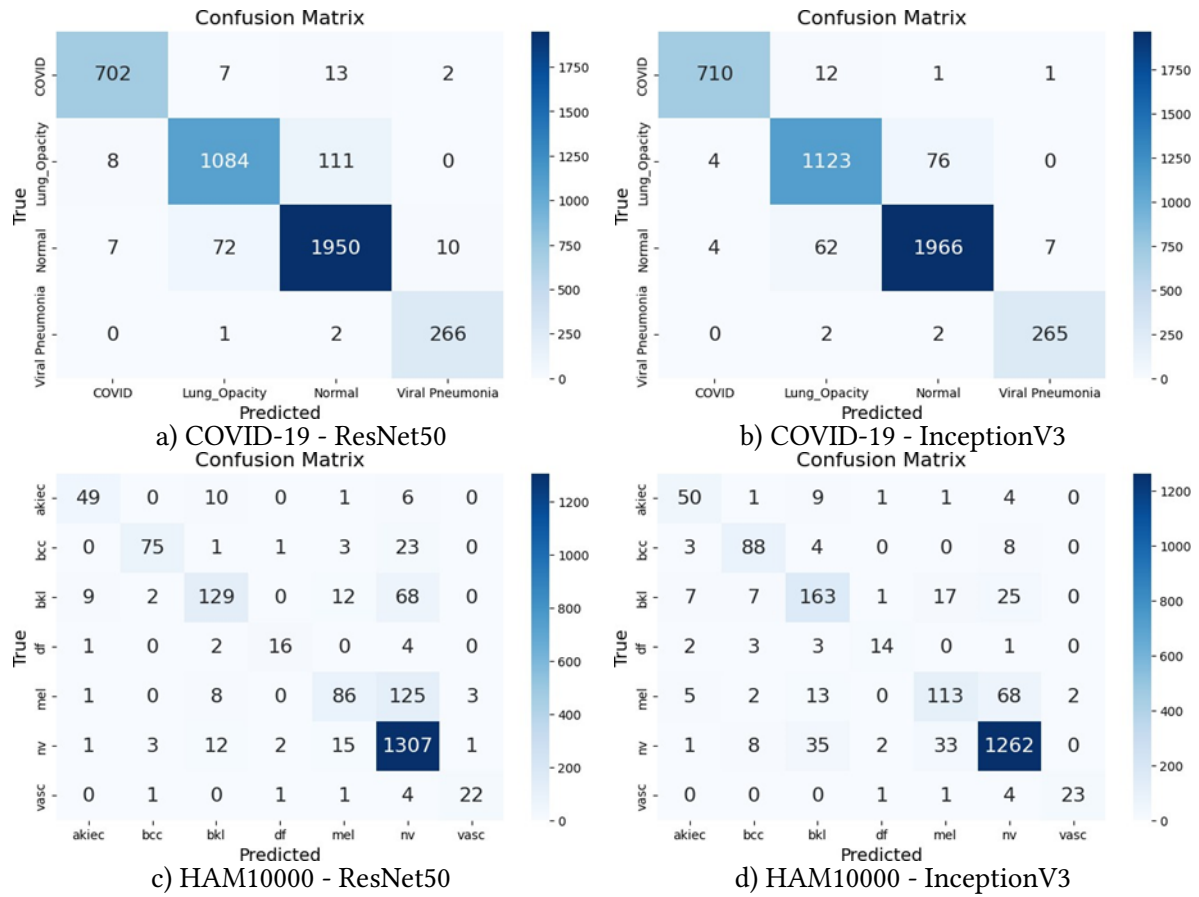 Confusion Matrix
COVID 702 7 13 2
Lung_Opacity 8 1084 111 0
Normal 7 72 1950 10
Viral Pneumonia 0 1 2 266
COVID Lung_Opacity Normal Viral Pneumonia
True
Predicted
1750
1500
1250
1000
750
500
250
0
a) COVID-19 - ResNet50
Confusion Matrix
COVID 710 12 1 1
Lung_Opacity 4 1123 76 0
Normal 4 62 1966 7
Viral Pneumonia 0 2 2 265
COVID Lung_Opacity Normal Viral Pneumonia
True
Predicted
1750
1500
1250
1000
750
500
250
0
b) COVID-19 - InceptionV3
Confusion Matrix
akiec 49 0 10 0 1 6 0
bcc 0 75 1 1 3 23 0
bkl 9 2 129 0 12 68 0
df 1 0 2 16 0 4 0
mel 1 0 8 0 86 125 3
nv 1 3 12 2 15 1307 1
vasc 0 1 0 1 1 4 22
akiec bcc bkl df mel nv vasc
True
Predicted
1200
1000
800
600
400
200
0
c) HAM10000 - ResNet50
Confusion Matrix
akiec 50 1 9 1 1 4 0
bcc 3 88 4 0 0 8 0
bkl 7 7 163 1 17 25 0
df 2 3 3 14 0 1 0
mel 5 2 13 0 113 68 2
nv 1 8 35 2 33 1262 0
vasc 0 0 0 1 1 4 23
akiec bcc bkl df mel nv vasc
True
Predicted
1200
1000
800
600
400
200
0
d) HAM10000 - InceptionV3